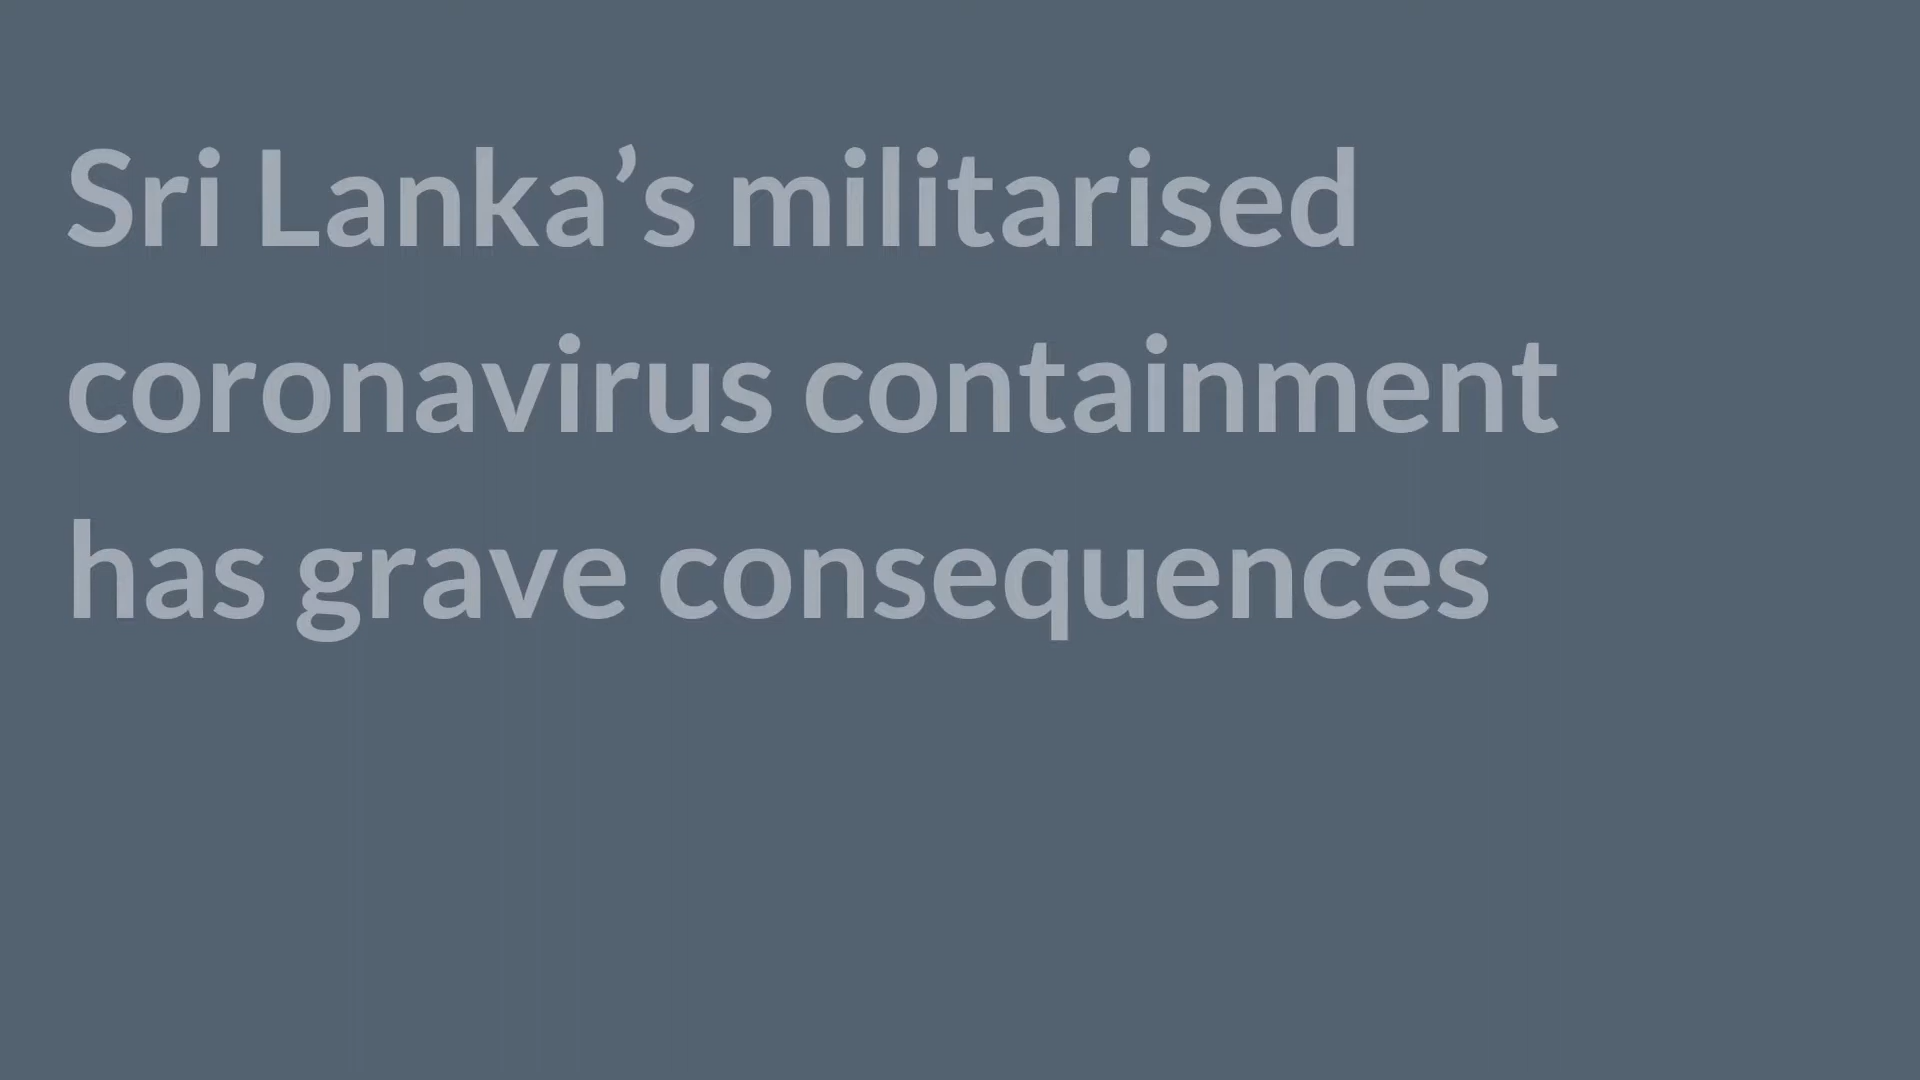 Sri Lanka’s militarised
coronavirus containment
has grave consequences